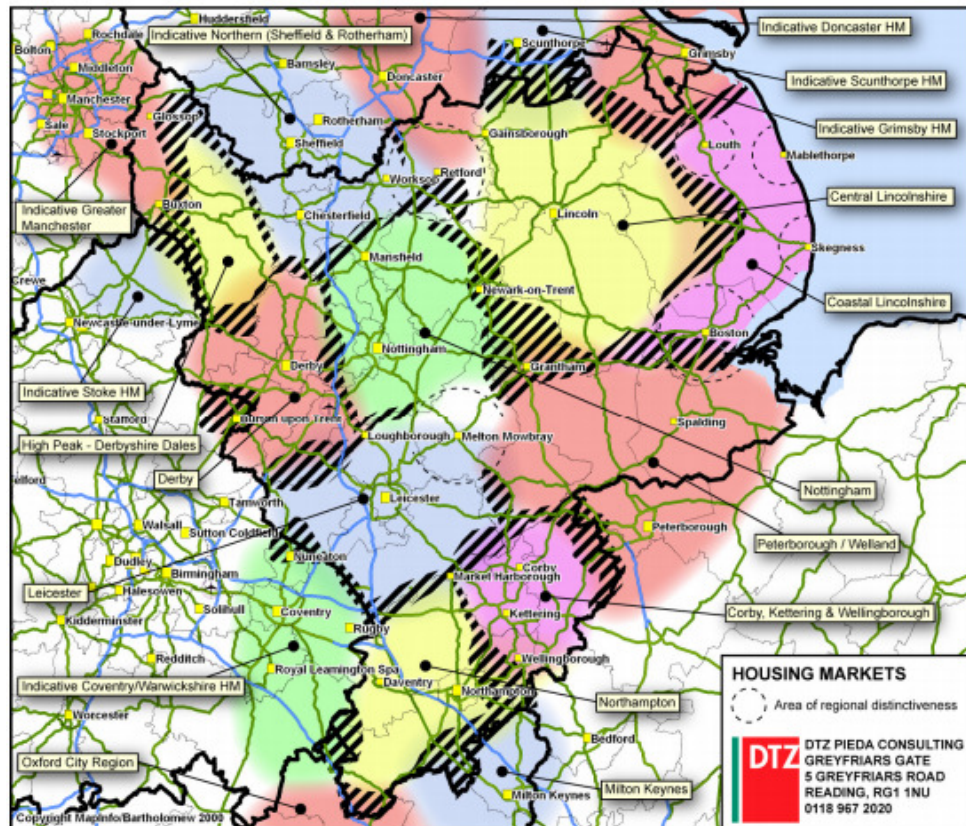 Huddersfield
Indicative Doncaster HM
Rochdale
Indicative Northern (Sheffield & Rotherham)
Scunthorpe
Bolton
Grimsby
Middleton
Barnsley
Doncaster
Indicative Scunthorpe HM
Manchester
Glossop
Rotherham
Sale
Stockport
Gainsborough
Indicative Grimsby HM
Sheffield
Louth
Mablethorpe
Worksop
Retford
Indicative Greater
Manchester
Buxton
Chesterfield
Lincoln
Central Lincolnshire
Mansfield
Skegness
Crewe
Newark-on-Trent
Coastal Lincolnshire
Newcastle-under-Lyme
Nottingham
Boston
Derby
Grantham
Indicative Stoke HM
Stafford
Burton upon Trent
Spalding
High Peak - Derbyshire Dales
Loughborough
Melton Mowbray
Derby
Telford
Nottingham
Tamworth
Leicester
Walsall
Sutton Coldfield
Peterborough
Peterborough / Welland
Nuneaton
Dudley
Birmingham
Market Harborough
Corby
Leicester
Halesowen
Solihull
Coventry
Kettering
Corby, Kettering & Wellingborough
Kidderminster
Rugby
Redditch
Royal Leamington Spa
Wellingborough
HOUSING MARKETS
Indicative Coventry/Warwickshire HM
Daventry
Northampton
Northampton
Area of regional distinctiveness
Worcester
Bedford
Oxford City Region
DTZ
DTZ PIEDA CONSULTING
GREYFRIARS GATE
5 GREYFRIARS ROAD
READING, RG1 1NU
0118 967 2020
Milton Keynes
Milton Keynes
Copyright MapInfo/Bartholomew 2000